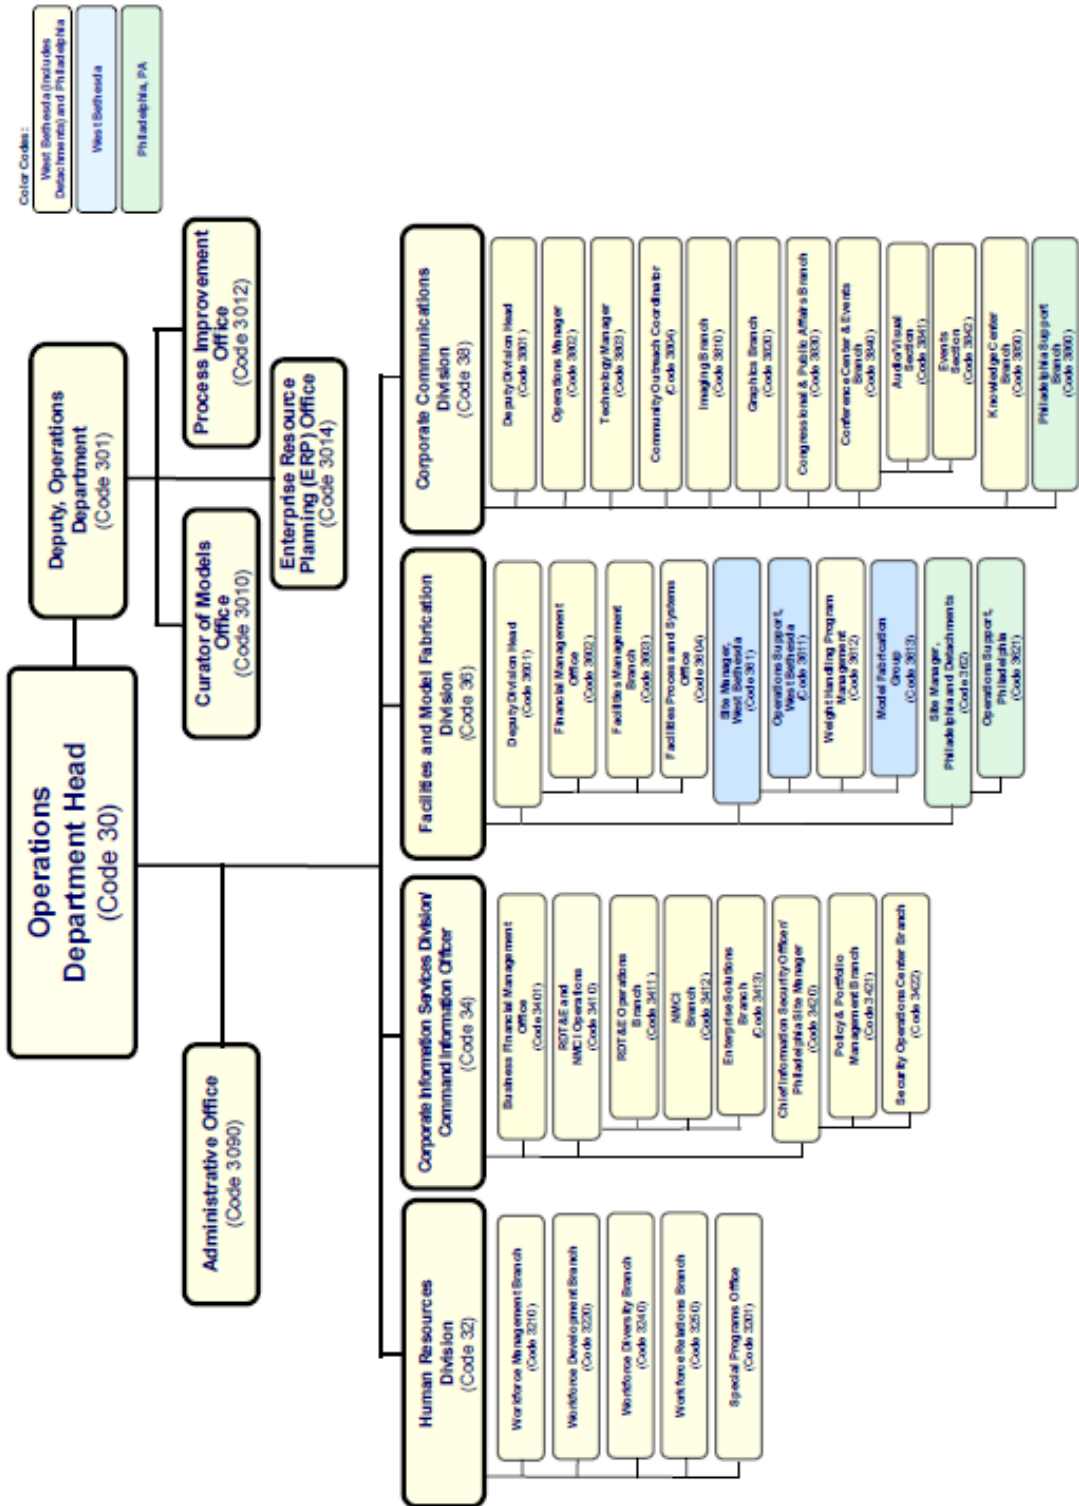 Operations
Department Head
(Code 30)
Deputy, Operations
Department
(Code 301)
Color Codes:
West Bethesda (Includes
Detachments) and Philadelphia
West Bethesda
Philadelphia, PA
Administrative Office
(Code 3090)
Curator of Models
Office
(Code 3010)
Process Improvement
Office
(Code 3012)
Enterprise Resource
Planning (ERP) Office
(Code 3014)
Human Resources
Division
(Code 32)
Workforce Management Branch
(Code 3210)
Workforce Development Branch
(Code 3220)
Workforce Diversity Branch
(Code 3240)
Workforce Relations Branch
(Code 3250)
Special Programs Office
(Code 3201)
Corporate Information Services Division/
Command Information Officer
(Code 34)
Business Financial Management
Office
(Code 3401)
RDT&E and
NMCI Operations
(Code 3410)
RDT&E Operations
Branch
(Code 3411)
NMCI
Branch
(Code 3412)
Enterprise Solutions
Branch
(Code 3413)
Chief Information Security Officer/
Philadelphia Site Manager
(Code 3420)
Policy & Portfolio
Management Branch
(Code 3421)
Security Operations Center Branch
(Code 3422)
Facilities and Model Fabrication
Division
(Code 36)
Deputy Division Head
(Code 3601)
Financial Management
Office
(Code 3602)
Facilities Management
Branch
(Code 3603)
Facilities Process and Systems
Office
(Code 3604)
Site Manager,
West Bethesda
(Code 361)
Operations Support,
West Bethesda
(Code 3611)
Weight Handling Program
Management
(Code 3612)
Model Fabrication
Group
(Code 3613)
Site Manager,
Philadelphia and Detachments
(Code 362)
Operations Support,
Philadelphia
(Code 3621)
Corporate Communications
Division
(Code 38)
Deputy Division Head
(Code 3801)
Operations Manager
(Code 3802)
Technology Manager
(Code 3803)
Community Outreach Coordinator
(Code 3804)
Imaging Branch
(Code 3810)
Graphics Branch
(Code 3820)
Congressional & Public Affairs Branch
(Code 3830)
Conference Center & Events
Branch
(Code 3840)
Audio/Visual
Section
(Code 3841)
Events
Section
(Code 3842)
Knowledge Center
Branch
(Code 3850)
Philadelphia Support
Branch
(Code 3860)